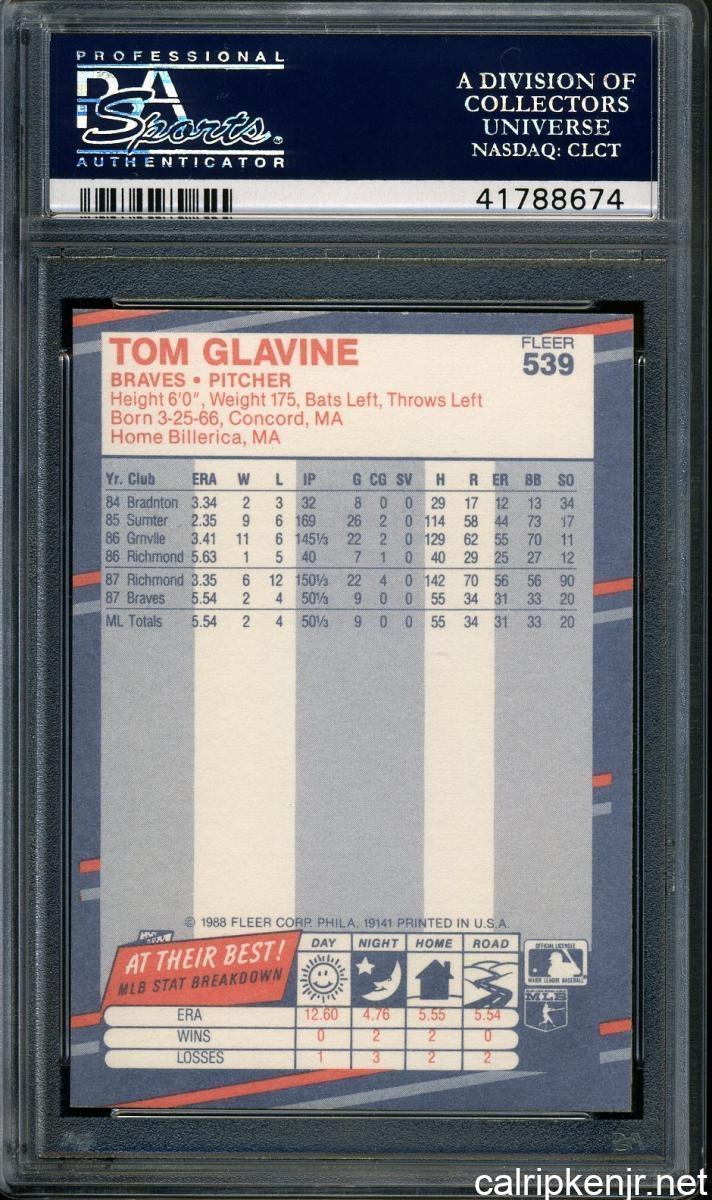 PROFESSIONAL
PSA
Sports
AUTHENTICATOR
A DIVISION OF
COLLECTORS
UNIVERSE
NASDAQ: CLCT
41788674
TOM GLAVINE
BRAVES • PITCHER
Height 6'0", Weight 175, Bats Left, Throws Left
Born 3-25-66, Concord, MA
Home Billerica, MA
FLEER
539
Yr. Club ERA W L IP G CG SV H R ER BB SO
84 Bradnton 3.34 2 3 32 8 0 0 29 17 12 13 34
85 Sumter 2.35 9 6 169 26 2 0 114 58 44 73 17
86 Grnvlle 3.41 11 6 145⅓ 22 2 0 129 62 55 70 11
86 Richmond 5.63 1 5 40 7 1 0 40 29 25 27 12
87 Richmond 3.35 6 12 150⅓ 22 4 0 142 70 56 56 90
87 Braves 5.54 2 4 50⅓ 9 0 0 55 34 31 33 20
ML Totals 5.54 2 4 50⅓ 9 0 0 55 34 31 33 20
© 1988 FLEER CORP. PHILA. 19141 PRINTED IN U.S.A.
AT THEIR BEST!
MLB STAT BREAKDOWN
DAY NIGHT HOME ROAD
ERA 12.60 4.76 5.55 5.54
WINS 0 2 2 0
LOSSES 1 3 2 2
OFFICIAL LICENSEE
MAJOR LEAGUE BASEBALL
MLB
calripkenjr.net